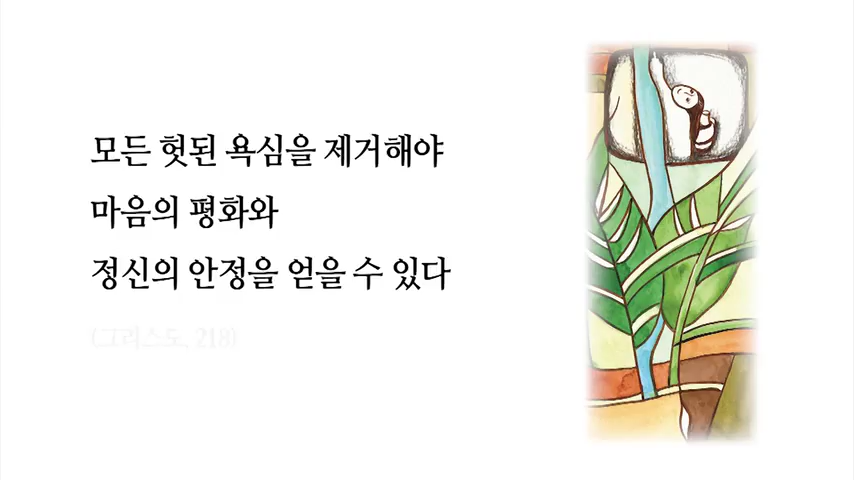 모든 헛된 욕심을 제거해야
마음의 평화와
정신의 안정을 얻을 수 있다
(그리스도, 218)